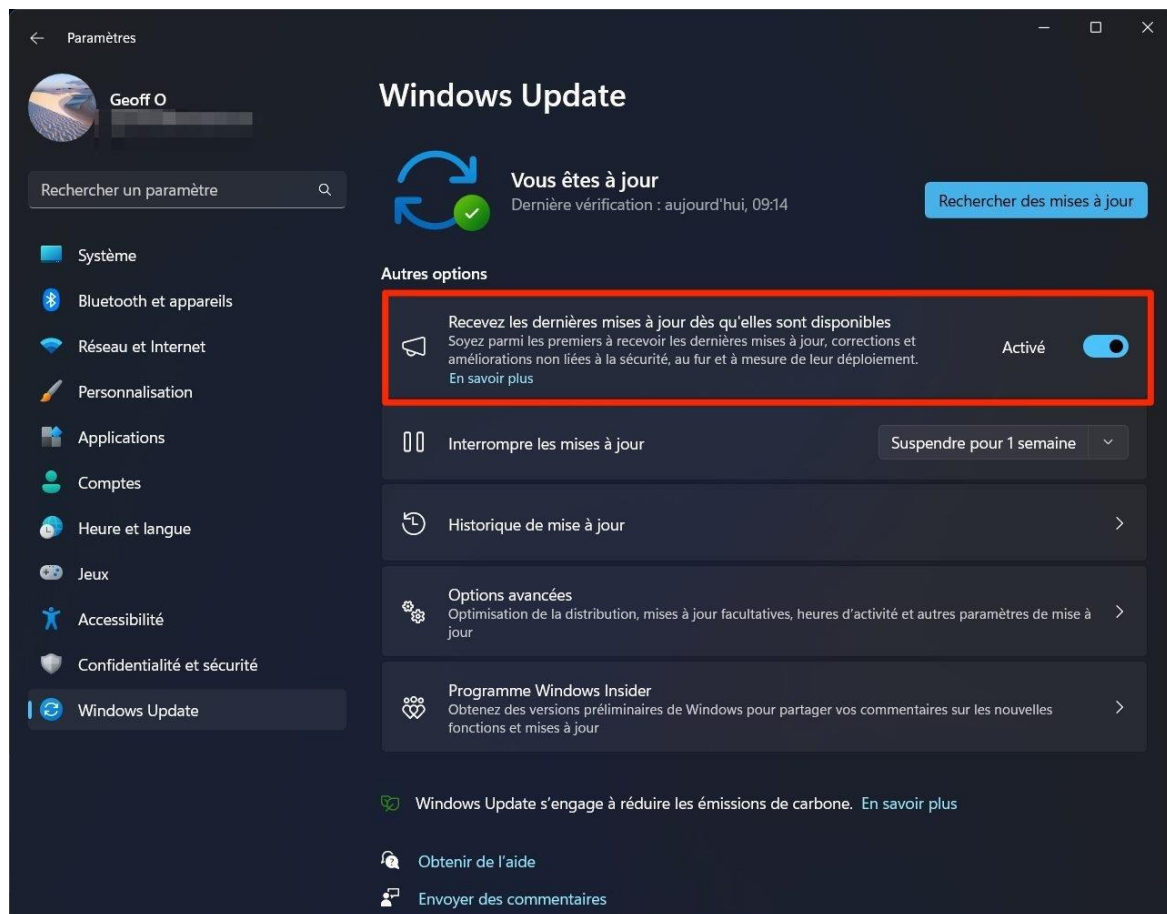 Paramètres
Geoff O
Rechercher un paramètre
Système
Bluetooth et appareils
Réseau et Internet
Personnalisation
Applications
Comptes
Heure et langue
Jeux
Accessibilité
Confidentialité et sécurité
Windows Update
Windows Update
Vous êtes à jour
Dernière vérification : aujourd'hui, 09:14
Rechercher des mises à jour
Autres options
Recevez les dernières mises à jour dès qu'elles sont disponibles
Soyez parmi les premiers à recevoir les dernières mises à jour, corrections et
améliorations non liées à la sécurité, au fur et à mesure de leur déploiement.
En savoir plus
Activé
Interrompre les mises à jour
Suspendre pour 1 semaine
Historique de mise à jour
Options avancées
Optimisation de la distribution, mises à jour facultatives, heures d’activité et autres paramètres de mise à
jour
Programme Windows Insider
Obtenez des versions préliminaires de Windows pour partager vos commentaires sur les nouvelles
fonctions et mises à jour
Windows Update s’engage à réduire les émissions de carbone. En savoir plus
Obtenir de l’aide
Envoyer des commentaires